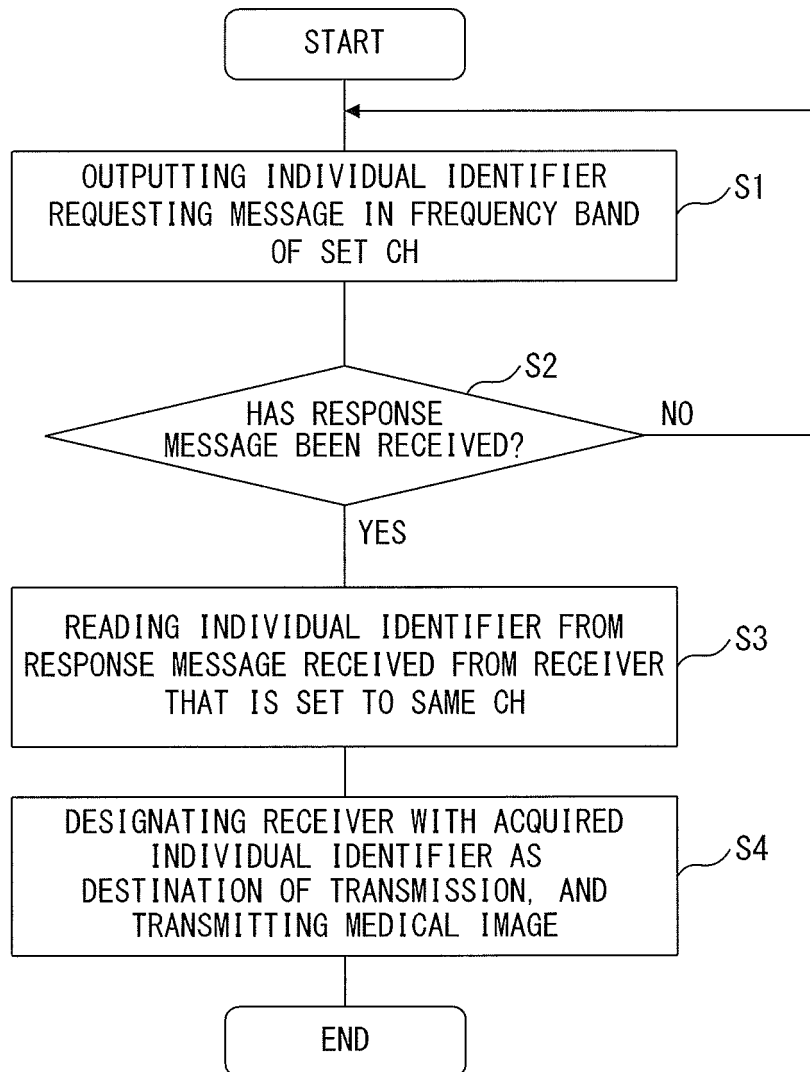 START
OUTPUTTING INDIVIDUAL IDENTIFIER
REQUESTING MESSAGE IN FREQUENCY BAND
OF SET CH
S1
S2
HAS RESPONSE
MESSAGE BEEN RECEIVED?
NO
YES
READING INDIVIDUAL IDENTIFIER FROM
RESPONSE MESSAGE RECEIVED FROM RECEIVER
THAT IS SET TO SAME CH
S3
DESIGNATING RECEIVER WITH ACQUIRED
INDIVIDUAL IDENTIFIER AS
DESTINATION OF TRANSMISSION, AND
TRANSMITTING MEDICAL IMAGE
S4
END